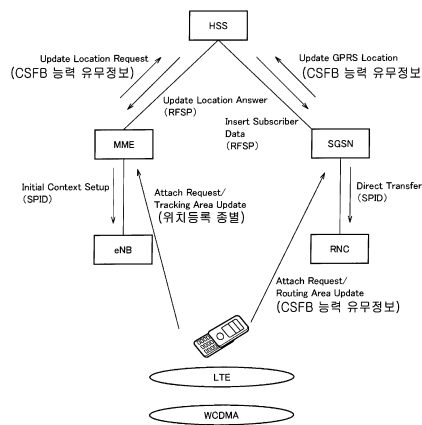 HSS
Update Location Request
(CSFB 능력 유무정보)
Update GPRS Location
(CSFB 능력 유무정보
Update Location Answer
(RFSP)
Insert Subscriber
Data
(RFSP)
MME
SGSN
Initial Context Setup
(SPID)
Attach Request/
Tracking Area Update
(위치등록 종별)
Direct Transfer
(SPID)
eNB
RNC
Attach Request/
Routing Area Update
(CSFB 능력 유무정보)
LTE
WCDMA